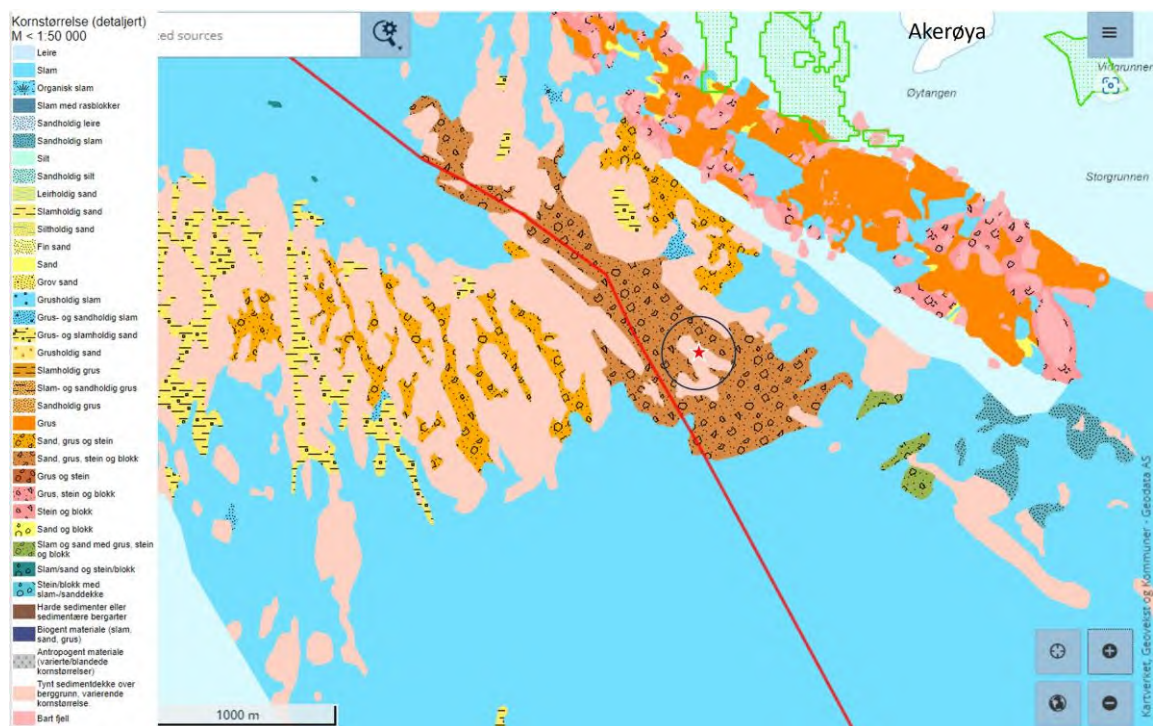 Kornstørrelse (detaljert)
M < 1:50 000
Leire
Slam
Organisk slam
Slam med rasblokker
Sandholdig leire
Sandholdig slam
Silt
Sandholdig silt
Leirholdig sand
Slamholdig sand
Siltholdig sand
Fin sand
Sand
Grov sand
Grusholdig slam
Grus- og sandholdig slam
Grus- og slamholdig sand
Grusholdig sand
Slamholdig grus
Slam- og sandholdig grus
Sandholdig grus
Grus
Sand, grus og stein
Sand, grus, stein og blokk
Grus og stein
Grus, stein og blokk
Stein og blokk
Sand og blokk
Slam og sand med grus, stein
og blokk
Slam/sand og stein/blokk
Stein/blokk med
slam-/sanddekke
Harde sedimenter eller
sedimentære bergarter
Biogent materiale (slam,
sand, grus)
Antropogent materiale
(varierte/blandede
kornstørrelser)
Tynt sedimentdekke over
berggrunn, varierende
kornstørrelse
Bart fjell
sources
Akerøya
Øytangen
Storgrunnen
1000 m
Kartverket, Geovekst og Kommuner - Geodata AS